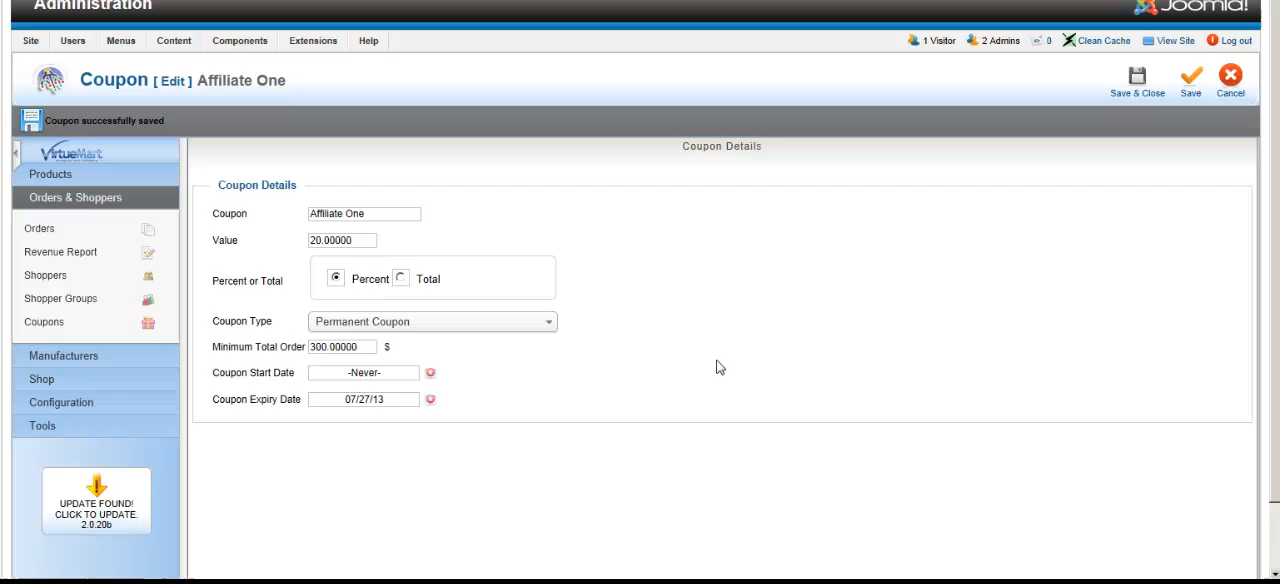 Administration
Joomla!
Site Users Menus Content Components Extensions Help
1 Visitor 2 Admins 0 Clean Cache View Site Log out
Coupon [ Edit ] Affiliate One
Save & Close Save Cancel
Coupon successfully saved
VirtueMart
Products
Orders & Shoppers
Orders
Revenue Report
Shoppers
Shopper Groups
Coupons
Manufacturers
Shop
Configuration
Tools
UPDATE FOUND!
CLICK TO UPDATE
2.0.20b
Coupon Details
Coupon Details
Coupon Affiliate One
Value 20.00000
Percent or Total Percent Total
Coupon Type Permanent Coupon
Minimum Total Order 300.00000 $
Coupon Start Date -Never-
Coupon Expiry Date 07/27/13